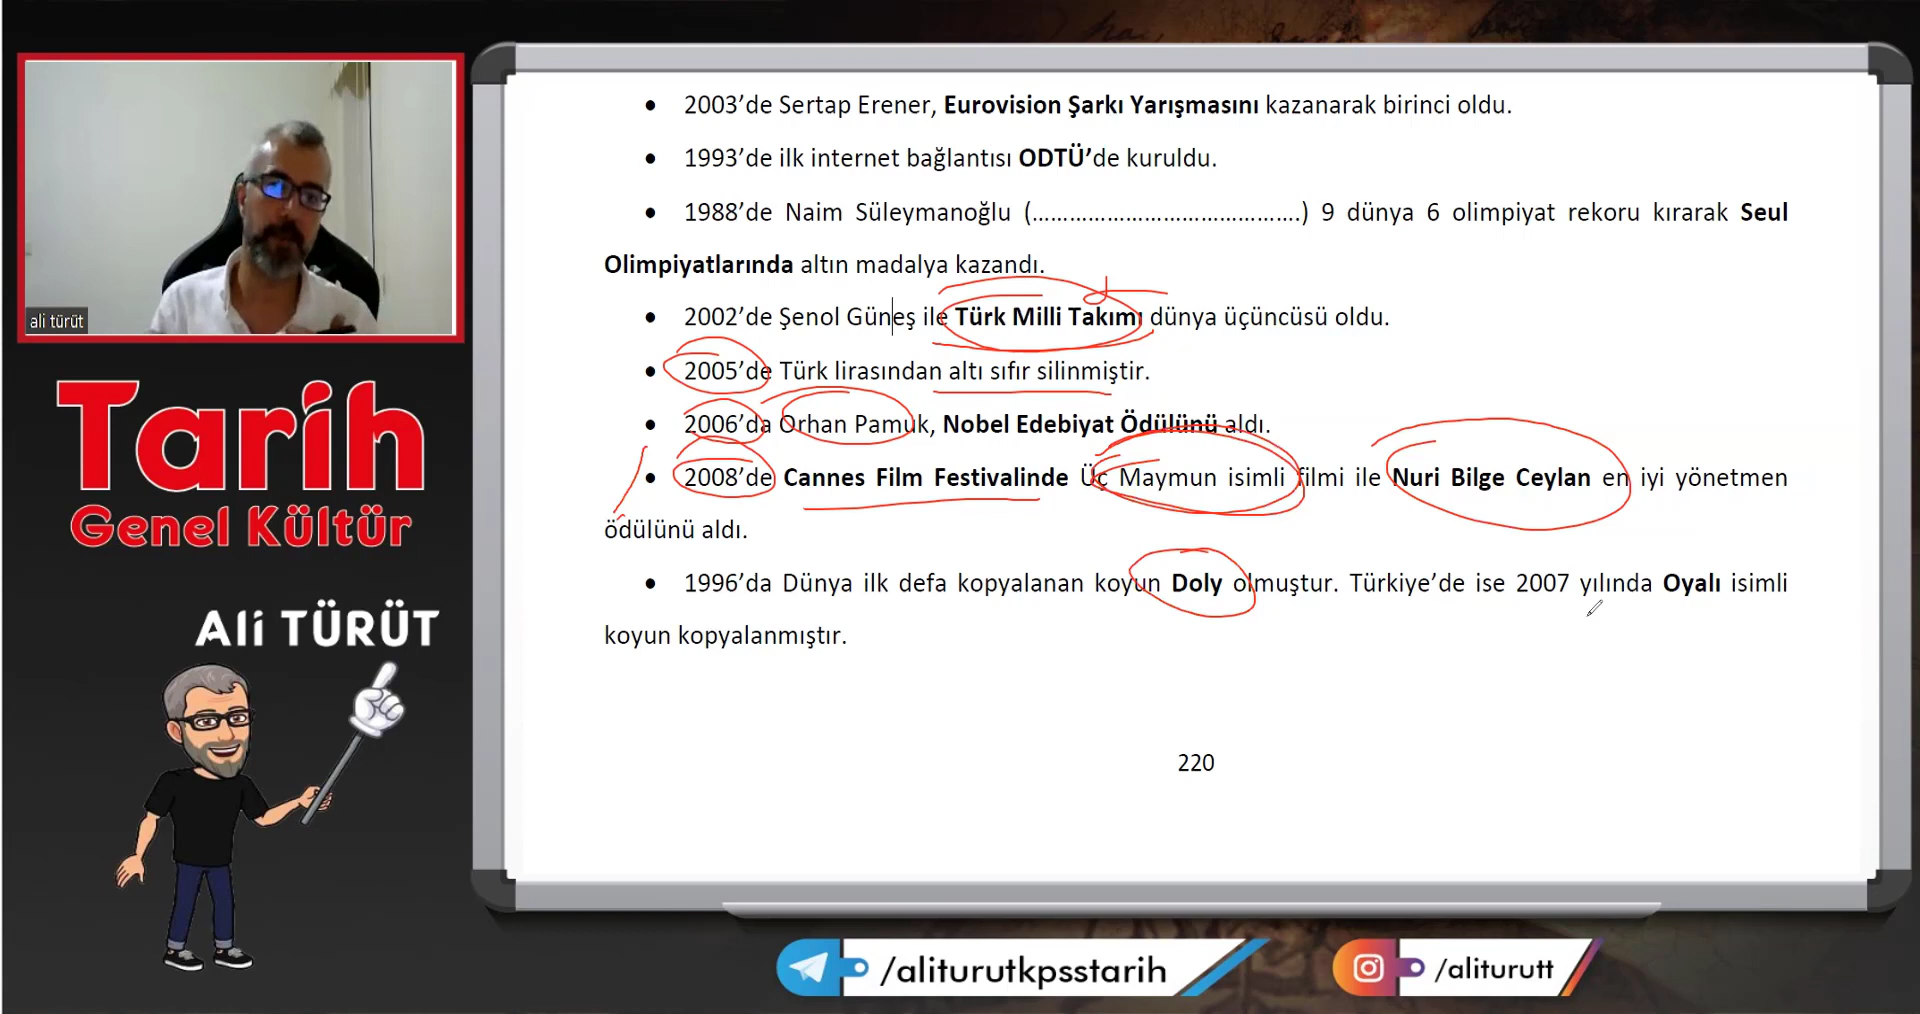 ali türüt
Tarih
Genel Kültür
Ali TÜRÜT
• 2003’de Sertap Erener, Eurovision Şarkı Yarışmasını kazanarak birinci oldu.
• 1993’de ilk internet bağlantısı ODTÜ’de kuruldu.
• 1988’de Naim Süleymanoğlu (…………………………………….) 9 dünya 6 olimpiyat rekoru kırarak Seul
Olimpiyatlarında altın madalya kazandı.
• 2002’de Şenol Güneş ile Türk Milli Takımı dünya üçüncüsü oldu.
• 2005’de Türk lirasından altı sıfır silinmiştir.
• 2006’da Orhan Pamuk, Nobel Edebiyat Ödülünü aldı.
• 2008’de Cannes Film Festivalinde Üç Maymun isimli filmi ile Nuri Bilge Ceylan en iyi yönetmen
ödülünü aldı.
• 1996’da Dünya ilk defa kopyalanan koyun Doly olmuştur. Türkiye’de ise 2007 yılında Oyalı isimli
koyun kopyalanmıştır.
220
/aliturutkpsstarih
/aliturutt